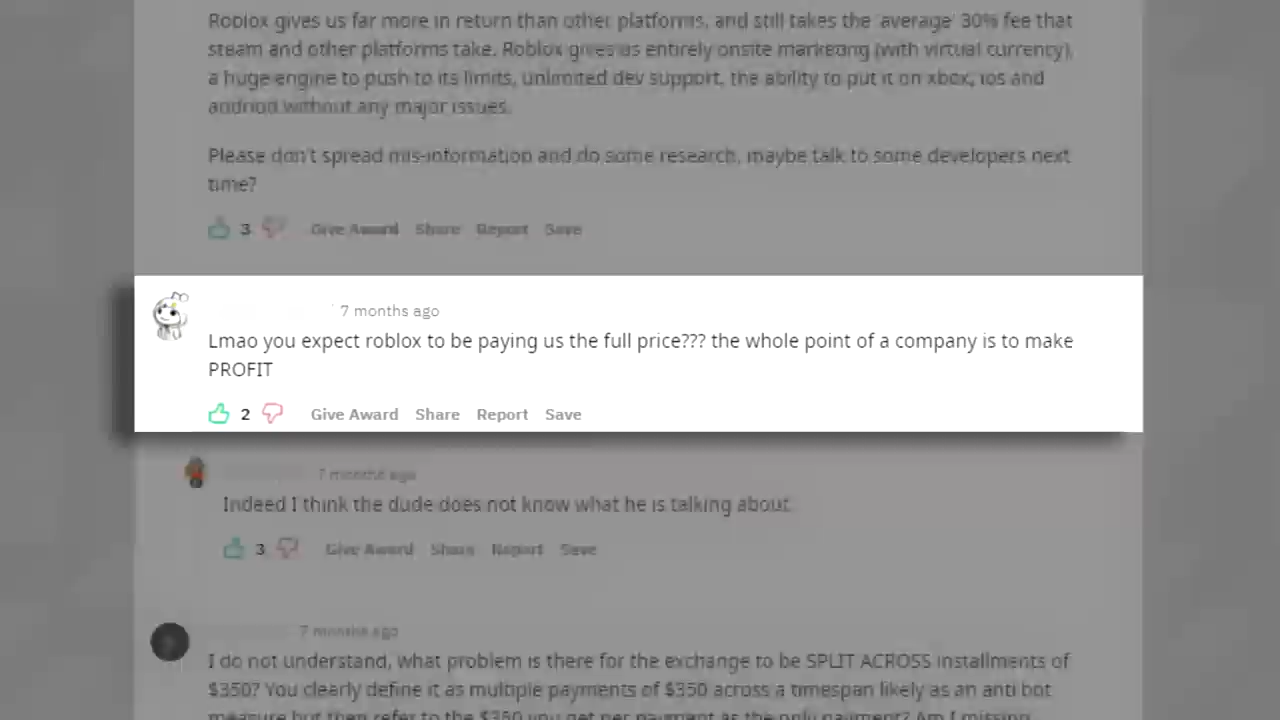 Roblox gives us far more in return than other platforms, and still takes the 'average' 30% fee that
steam and other platforms take. Roblox gives us entirely onsite marketing (with virtual currency),
a huge engine to push to its limits, unlimited dev support, the ability to put it on xbox, ios and
andriod without any major issues.
Please don't spread mis-information and do some research, maybe talk to some developers next
time?
3 Give Award Share Report Save
7 months ago
Lmao you expect roblox to be paying us the full price??? the whole point of a company is to make
PROFIT
2 Give Award Share Report Save
7 months ago
Indeed I think the dude does not know what he is talking about.
3 Give Award Share Report Save
7 months ago
I do not understand, what problem is there for the exchange to be SPLIT ACROSS installments of
$350? You clearly define it as multiple payments of $350 across a timespan likely as an anti bot
measure but then refer to the $350 you get per payment as the only payment? Am I missing